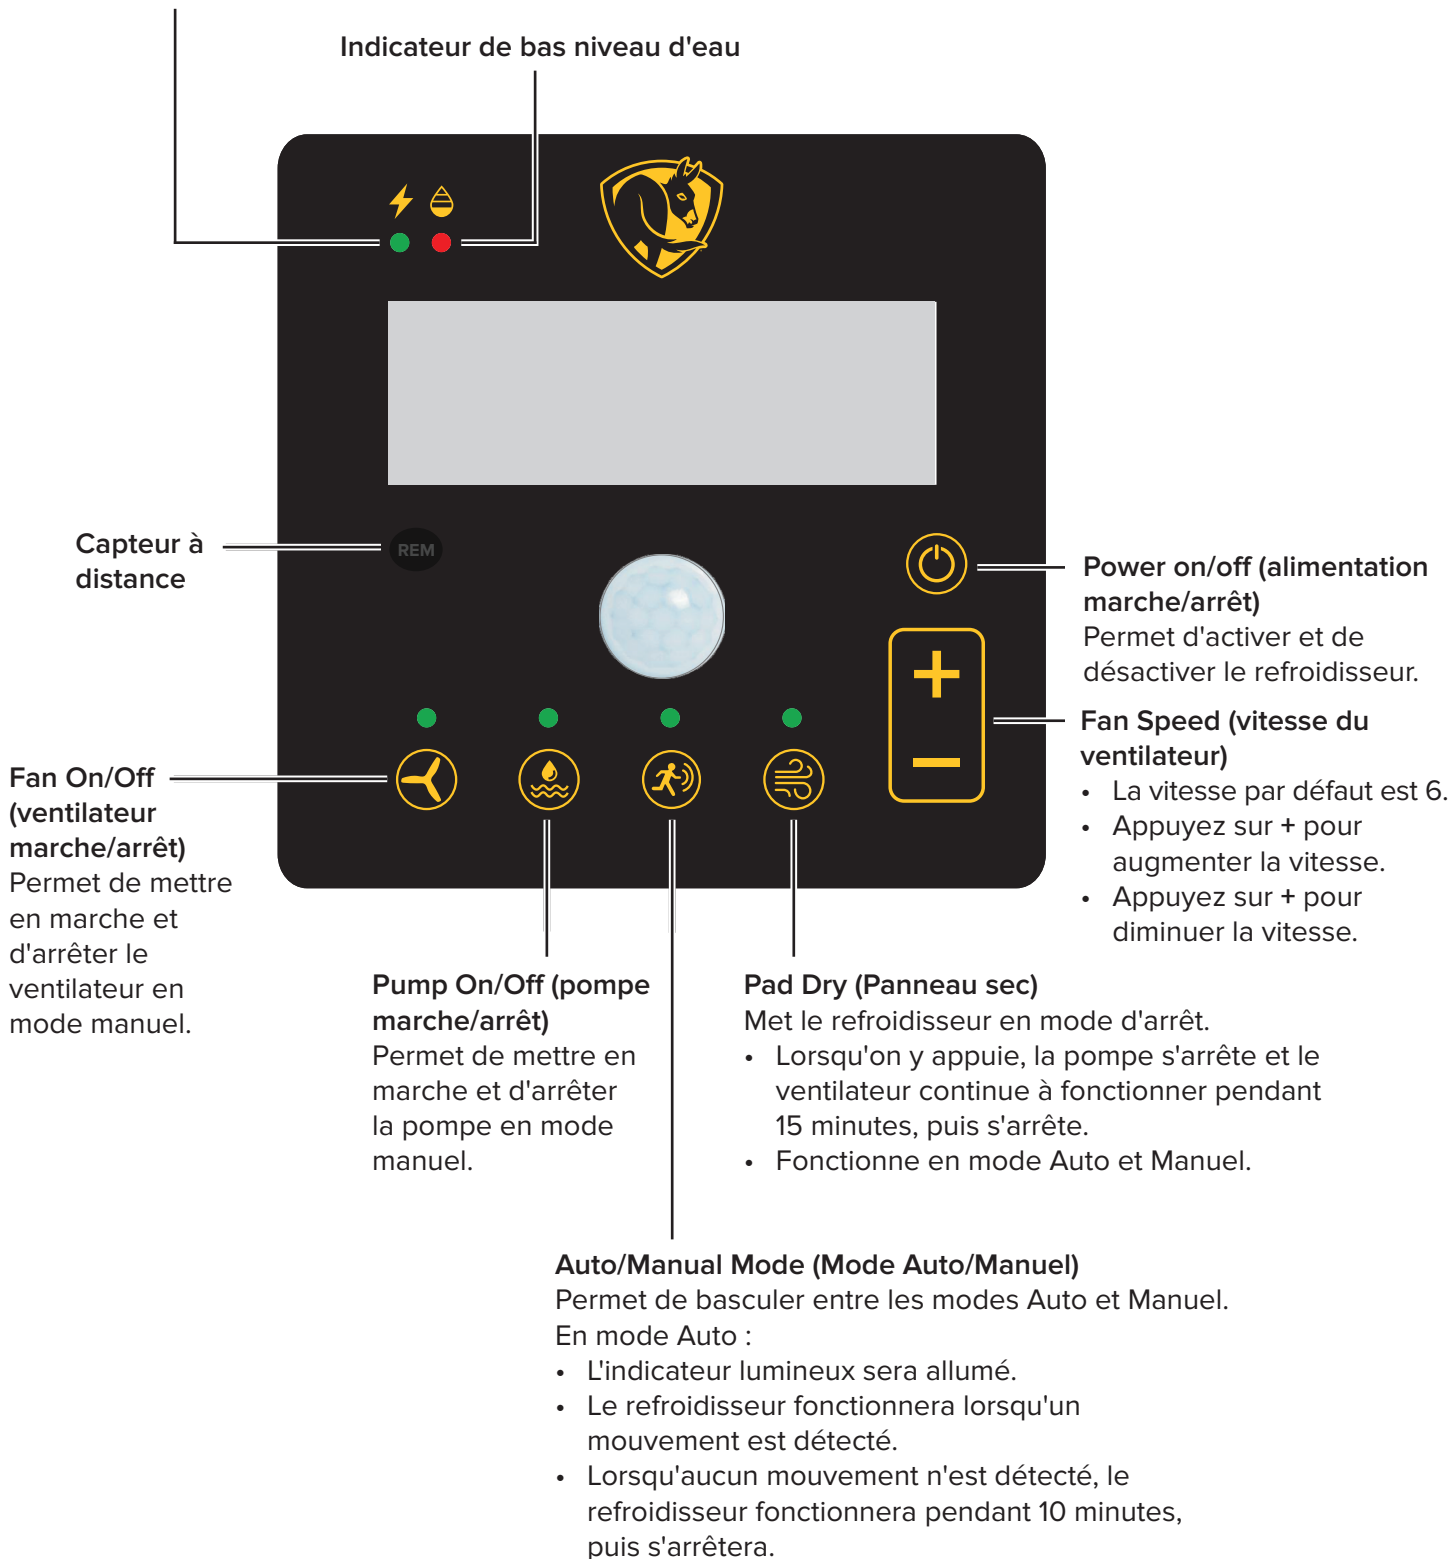 Indicateur de bas niveau d'eau
Capteur à
distance
REM
Power on/off (alimentation
marche/arrêt)
Permet d'activer et de
désactiver le refroidisseur.
Fan Speed (vitesse du
ventilateur)
• La vitesse par défaut est 6.
• Appuyez sur + pour
augmenter la vitesse.
• Appuyez sur + pour
diminuer la vitesse.
Fan On/Off
(ventilateur
marche/arrêt)
Permet de mettre
en marche et
d'arrêter le
ventilateur en
mode manuel.
Pump On/Off (pompe
marche/arrêt)
Permet de mettre en
marche et d'arrêter
la pompe en mode
manuel.
Pad Dry (Panneau sec)
Met le refroidisseur en mode d'arrêt.
• Lorsqu'on y appuie, la pompe s'arrête et le
ventilateur continue à fonctionner pendant
15 minutes, puis s'arrête.
• Fonctionne en mode Auto et Manuel.
Auto/Manual Mode (Mode Auto/Manuel)
Permet de basculer entre les modes Auto et Manuel.
En mode Auto :
• L'indicateur lumineux sera allumé.
• Le refroidisseur fonctionnera lorsqu'un
mouvement est détecté.
• Lorsqu'aucun mouvement n'est détecté, le
refroidisseur fonctionnera pendant 10 minutes,
puis s'arrêtera.